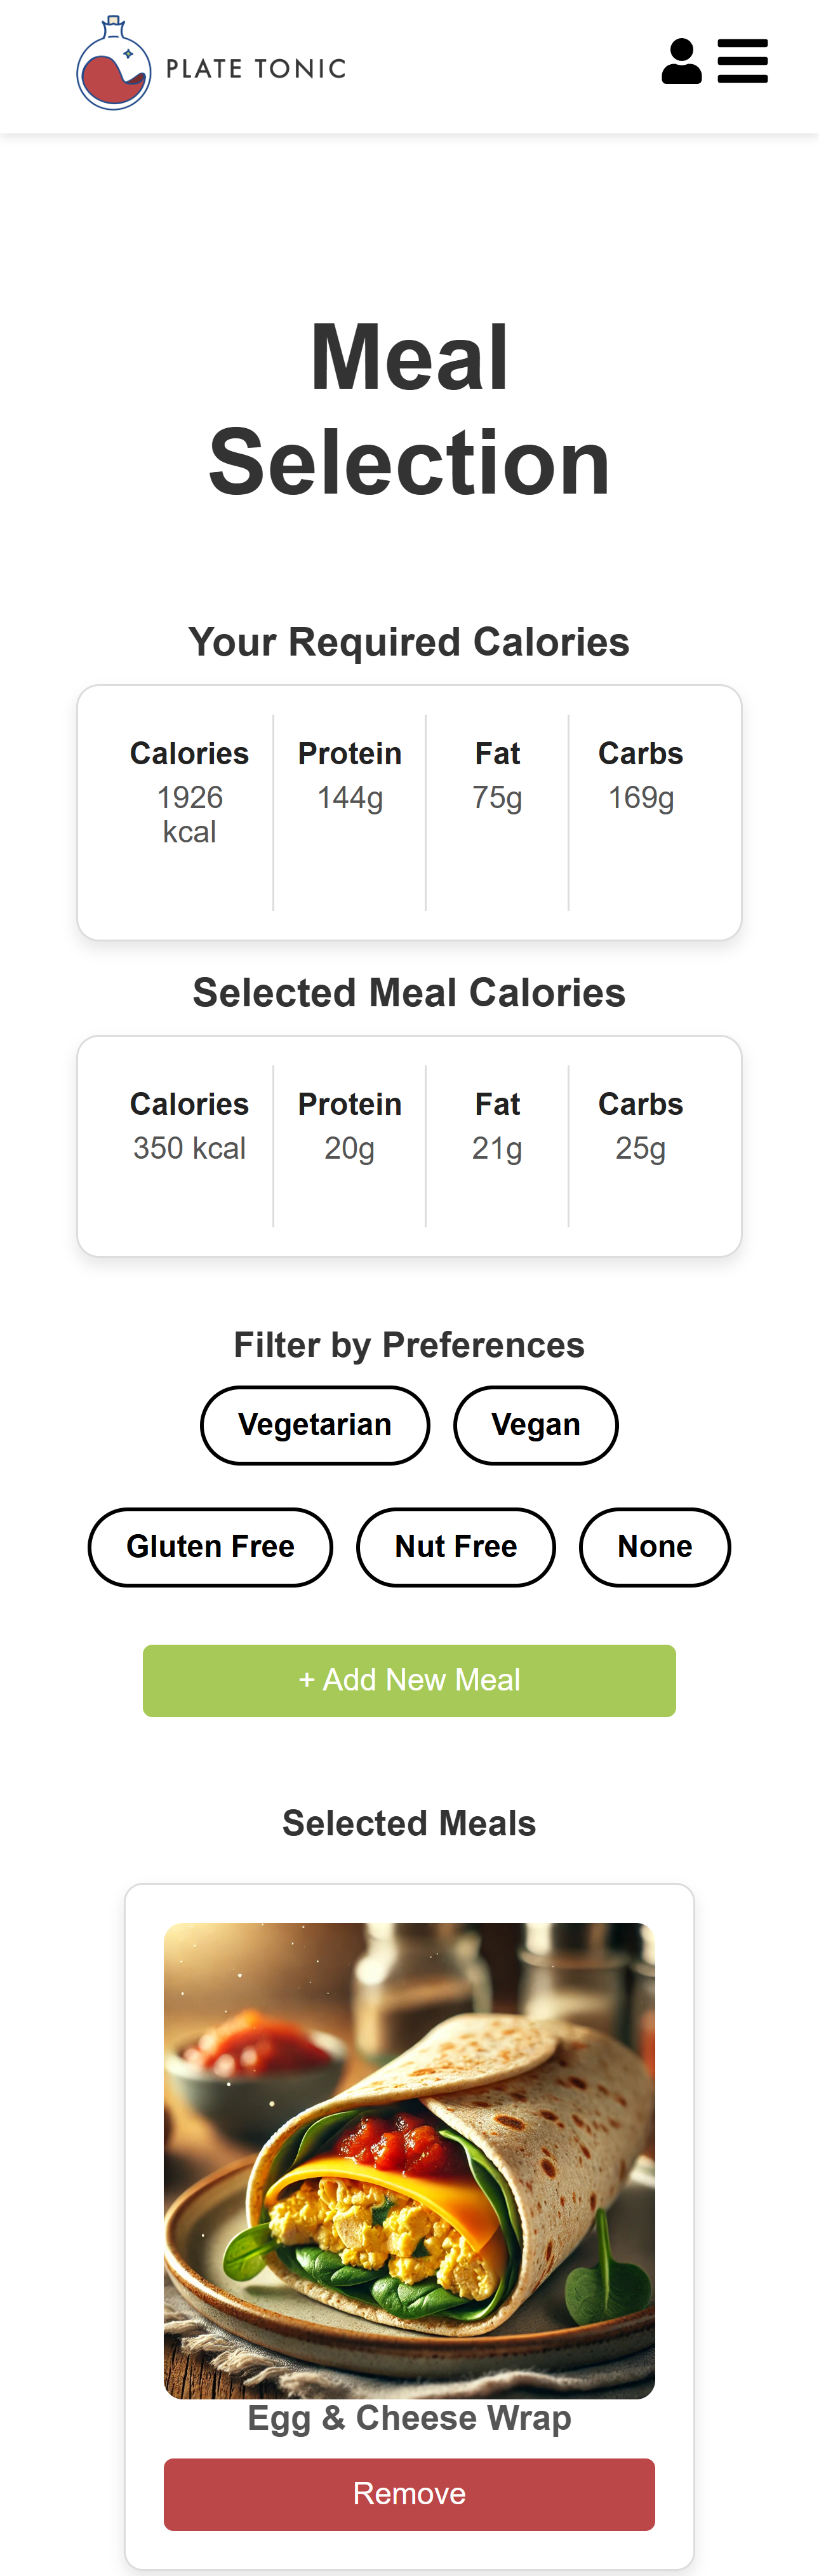 PLATE TONIC
Meal
Selection
Your Required Calories
Calories Protein Fat Carbs
1926 kcal 144g 75g 169g
Selected Meal Calories
Calories Protein Fat Carbs
350 kcal 20g 21g 25g
Filter by Preferences
Vegetarian Vegan
Gluten Free Nut Free None
+ Add New Meal
Selected Meals
Egg & Cheese Wrap
Remove